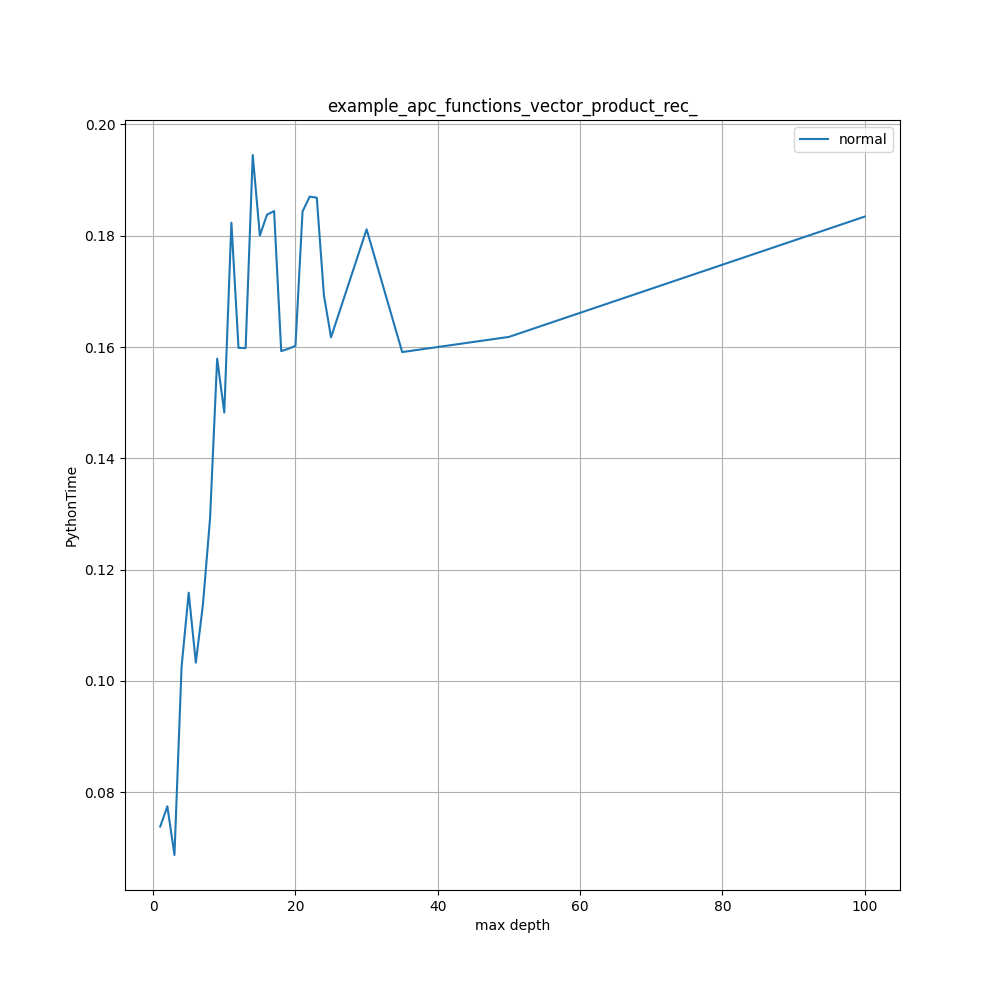 example_apc_functions_vector_product_rec_
normal
0.20
0.18
0.16
0.14
0.12
0.10
0.08
PythonTime
0 20 40 60 80 100
max depth